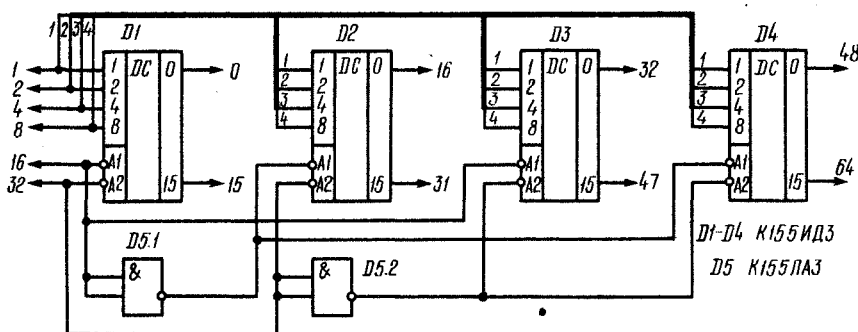 D1 D2 D3 D4
1 2 3 4
1 1 DC 0 0
2 2
4 4
8 8
16 A1
32 A2 15 15
1 1 DC 0 16
2 2
3 4
4 8
A1
A2 15 31
1 1 DC 0 32
2 2
3 4
4 8
A1
A2 15 47
1 1 DC 0 48
2 2
3 4
4 8
A1
A2 15 64
D5.1 &
D5.2 &
D1-D4 К155ИД3
D5 К155ЛА3